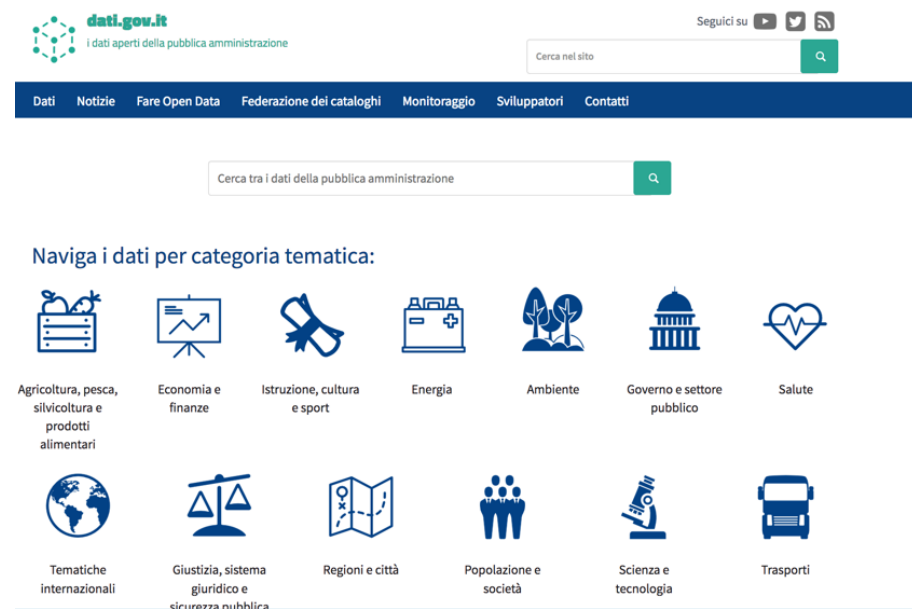 dati.gov.it
i dati aperti della pubblica amministrazione
Seguici su
Cerca nel sito
Dati Notizie Fare Open Data Federazione dei cataloghi Monitoraggio Sviluppatori Contatti
Cerca tra i dati della pubblica amministrazione
Naviga i dati per categoria tematica:
Agricoltura, pesca,
silvicoltura e
prodotti
alimentari
Economia e
finanze
Istruzione, cultura
e sport
Energia
Ambiente
Governo e settore
pubblico
Salute
Tematiche
internazionali
Giustizia, sistema
giuridico e
sicurezza pubblica
Regioni e città
Popolazione e
società
Scienza e
tecnologia
Trasporti